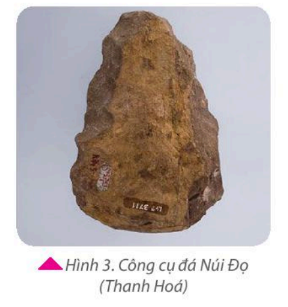 Hình 3. Công cụ đá Núi Đọ
(Thanh Hoá)